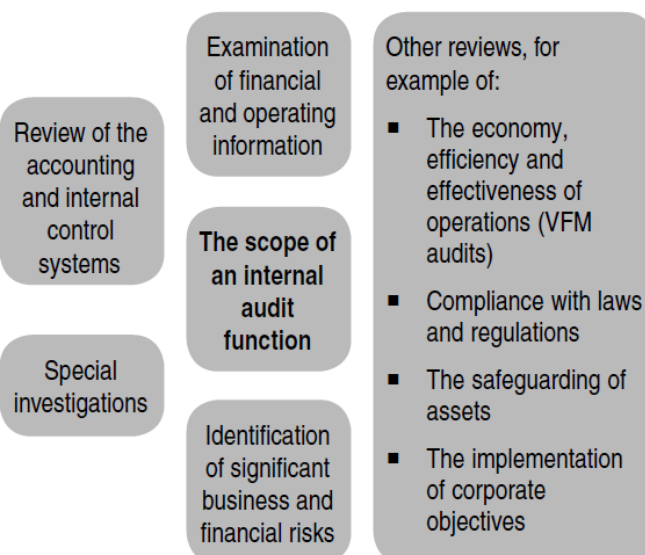 Review of the
accounting
and internal
control
systems
Special
investigations
Examination
of financial
and operating
information
The scope of
an internal
audit
function
Identification
of significant
business and
financial risks
Other reviews, for
example of:
■ The economy,
efficiency and
effectiveness of
operations (VFM
audits)
■ Compliance with laws
and regulations
■ The safeguarding of
assets
■ The implementation
of corporate
objectives